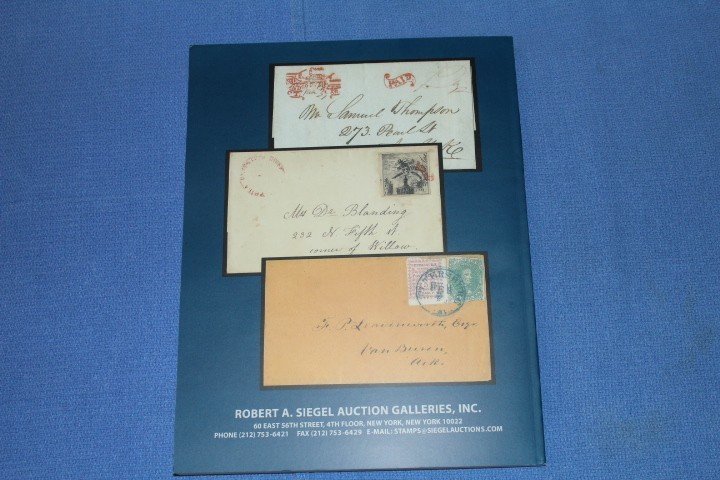 PAID
Mr. Samuel Thompson
273. Pearl St
Mrs Dr. Blanding
232 N Fifth St
corner of Willow.
Van Buren,
Ark.
ROBERT A. SIEGEL AUCTION GALLERIES, INC.
60 EAST 56TH STREET, 4TH FLOOR, NEW YORK, NEW YORK 10022
PHONE (212) 753-6421 FAX (212) 753-6429 E-MAIL: STAMPS@SIEGELAUCTIONS.COM